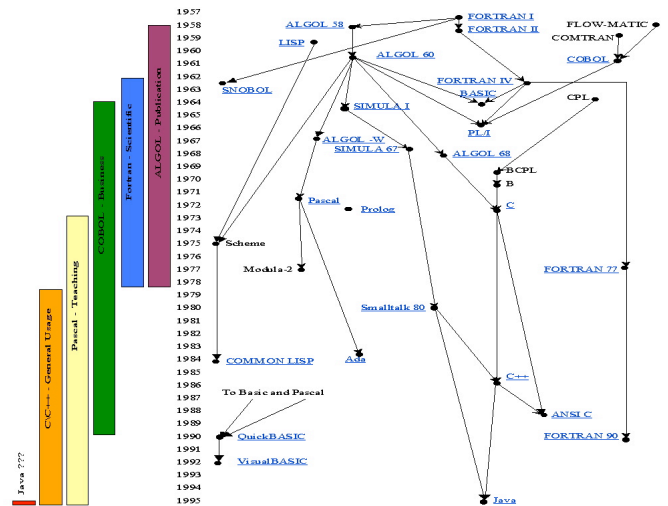 1957
FORTRAN I
1958
ALGOL 58
FORTRAN II
FLOW-MATIC
1959
LISP
COMTRAN
1960
ALGOL 60
1961
COBOL
1962
SNOBOL
FORTRAN IV
1963
BASIC
CPL
1964
SIMULA I
1965
1966
PL/I
1967
ALGOL -W
1968
SIMULA 67
ALGOL 68
1969
BCPL
1970
B
1971
Pascal
1972
Prolog
C
1973
1974
1975
Scheme
1976
1977
Modula-2
FORTRAN 77
1978
1979
1980
Smalltalk 80
1981
1982
1983
1984
COMMON LISP
Ada
1985
1986
C++
1987
To Basic and Pascal
1988
ANSI C
1989
1990
QuickBASIC
FORTRAN 90
1991
1992
VisualBASIC
1993
1994
1995
Java
Java ???
C\C++ - General Usage
Pascal - Teaching
COBOL - Business
Fortran - Scientific
ALGOL - Publication